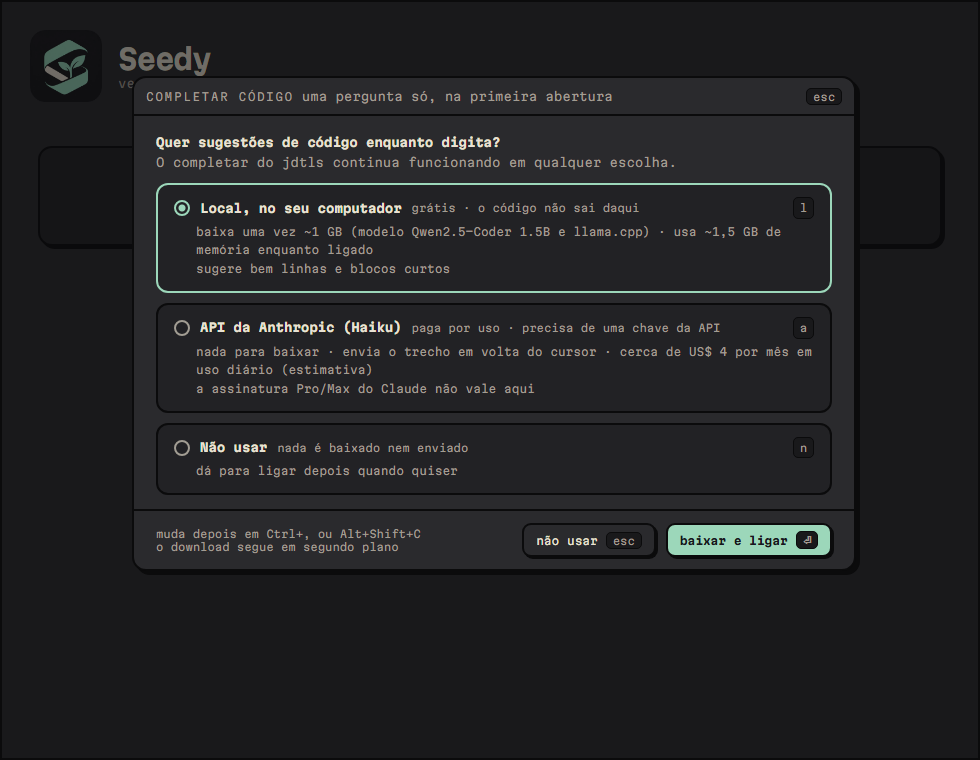 Seedy
ve
COMPLETAR CÓDIGO uma pergunta só, na primeira abertura esc
Quer sugestões de código enquanto digita?
O completar do jdtls continua funcionando em qualquer escolha.
Local, no seu computador grátis · o código não sai daqui l
baixa uma vez ~1 GB (modelo Qwen2.5-Coder 1.5B e llama.cpp) · usa ~1,5 GB de
memória enquanto ligado
sugere bem linhas e blocos curtos
API da Anthropic (Haiku) paga por uso · precisa de uma chave da API a
nada para baixar · envia o trecho em volta do cursor · cerca de US$ 4 por mês em
uso diário (estimativa)
a assinatura Pro/Max do Claude não vale aqui
Não usar nada é baixado nem enviado n
dá para ligar depois quando quiser
muda depois em Ctrl+, ou Alt+Shift+C
o download segue em segundo plano
não usar esc
baixar e ligar ⏎